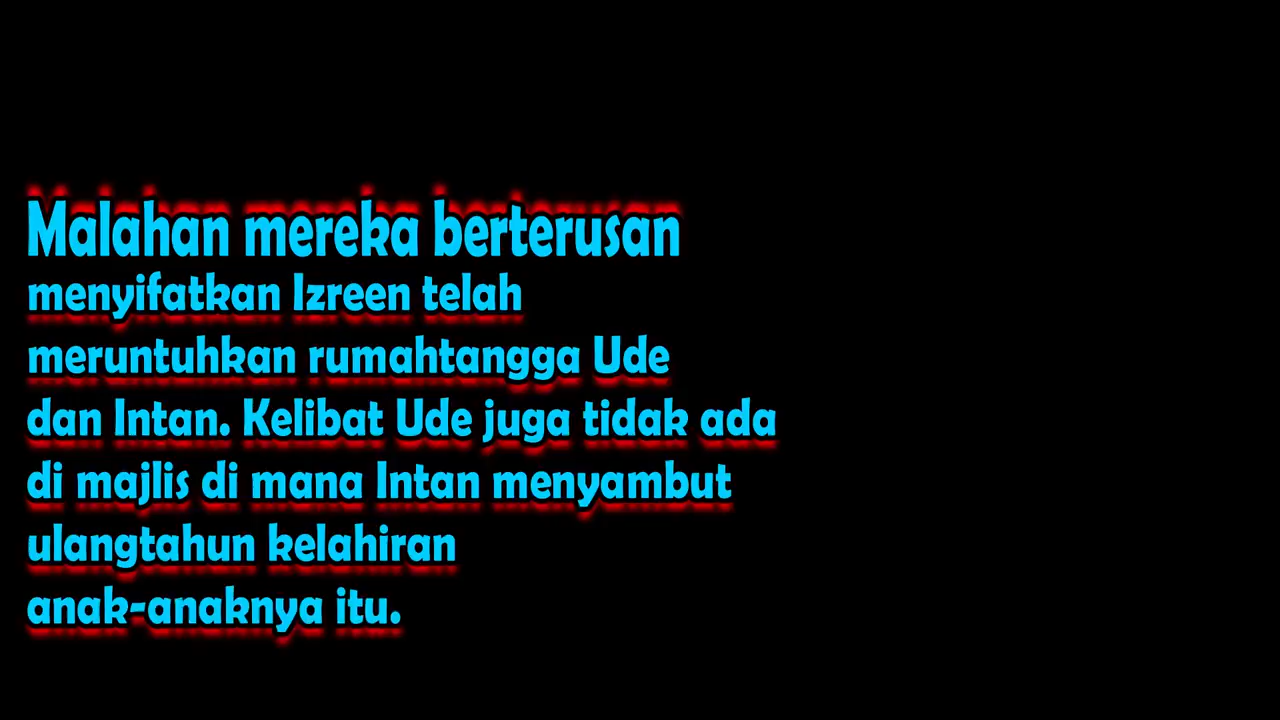 Malahan mereka berterusan
menyifatkan Izreen telah
meruntuhkan rumahtangga Ude
dan Intan. Kelibat Ude juga tidak ada
di majlis di mana Intan menyambut
ulangtahun kelahiran
anak-anaknya itu.